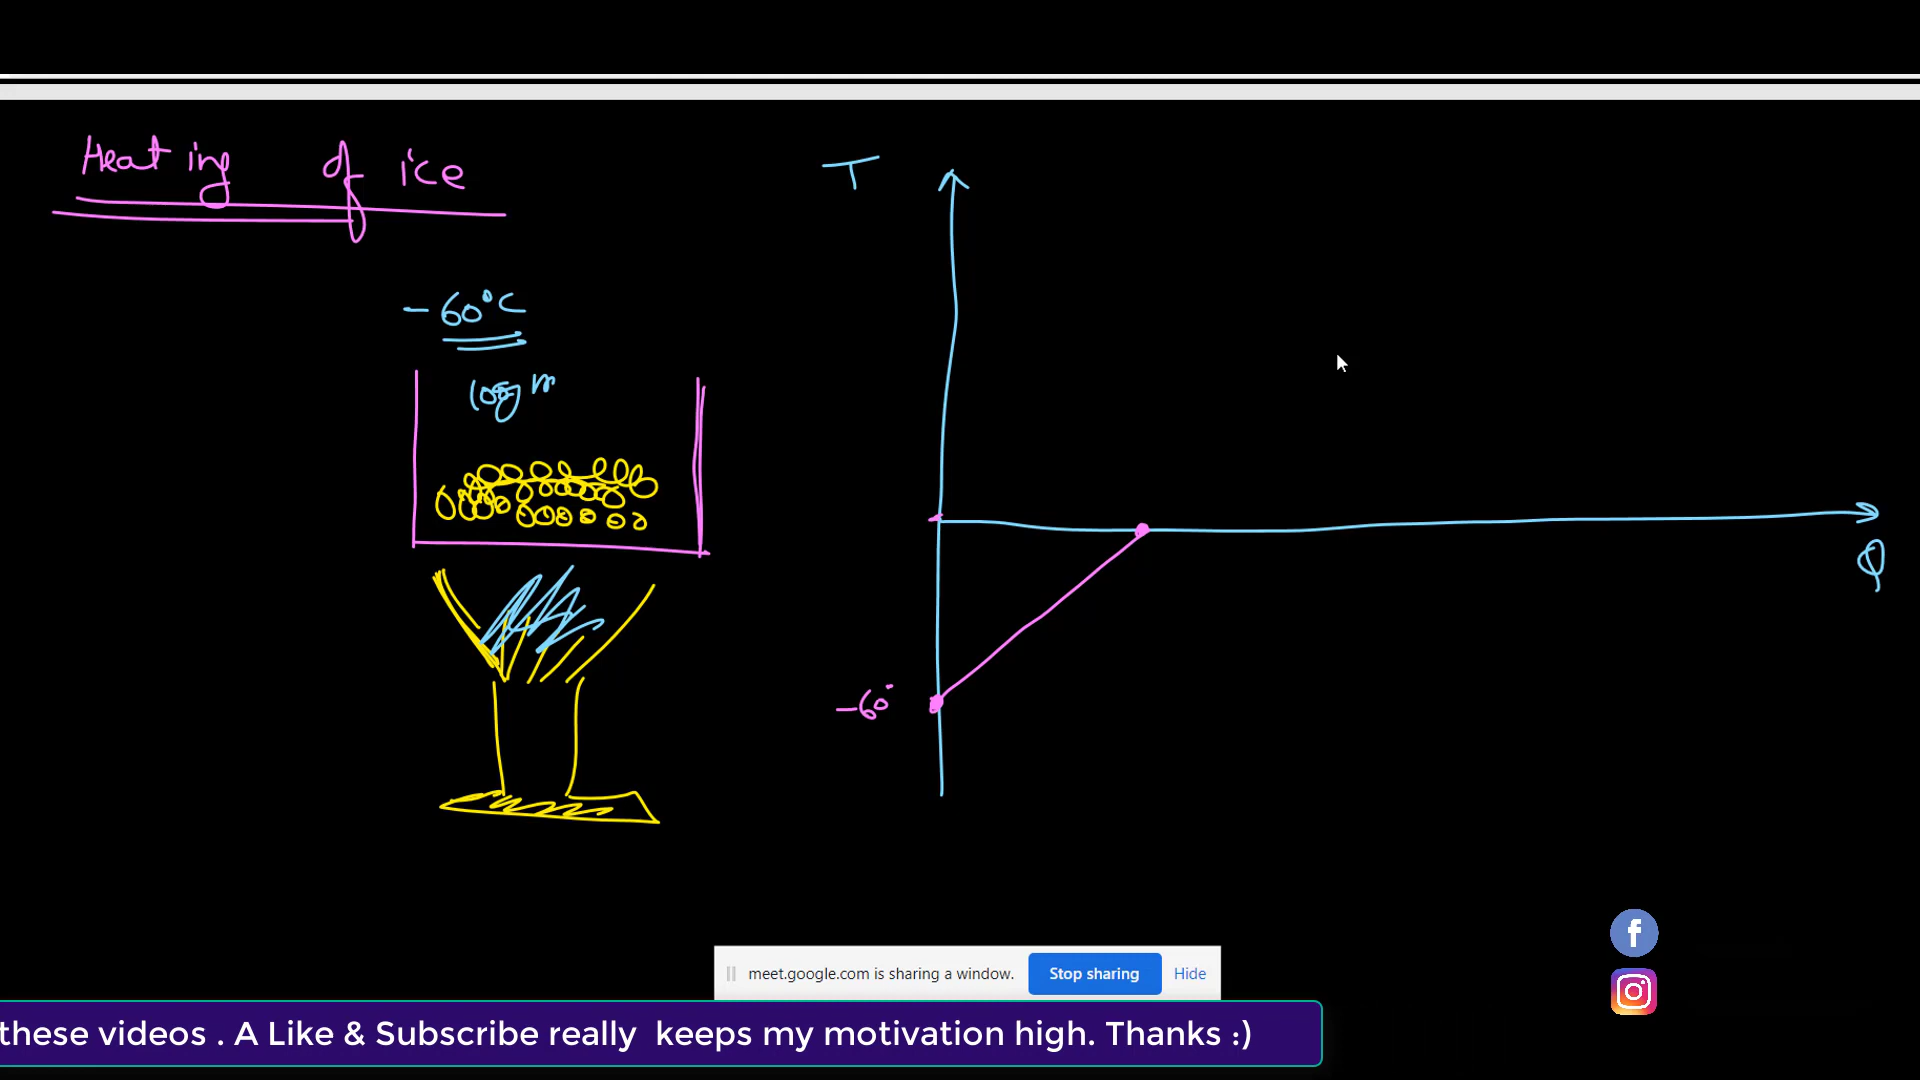 Heating of ice
T
-60°C
m
Q
-60°
meet.google.com is sharing a window. Stop sharing Hide
f
these videos . A Like & Subscribe really keeps my motivation high. Thanks :)